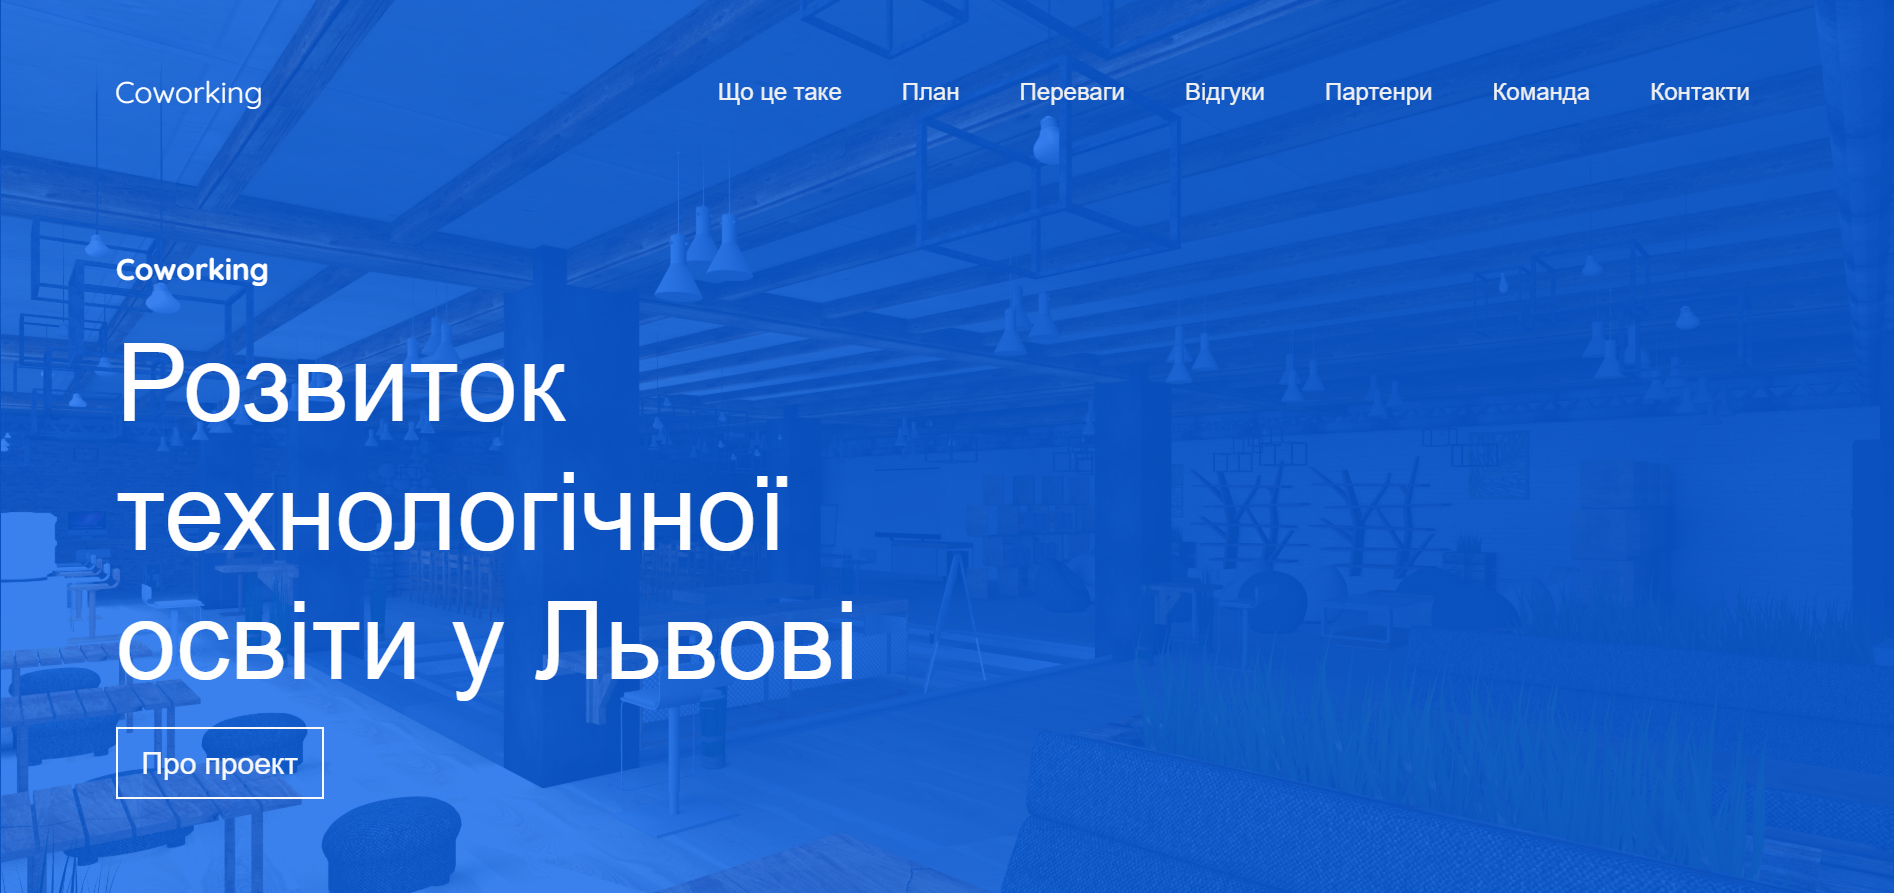 Coworking
Що це таке
План
Переваги
Відгуки
Партенри
Команда
Контакти
Coworking
Розвиток
технологічної
освіти у Львові
Про проект